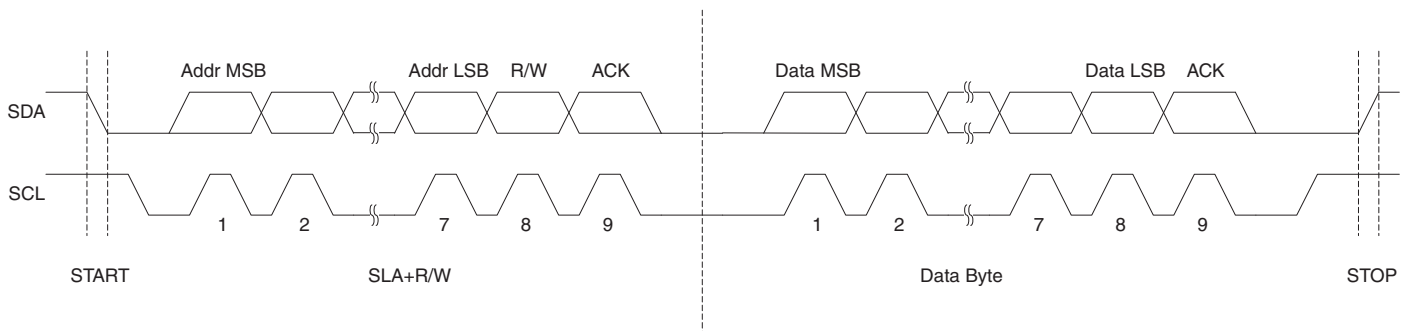 Addr MSB Addr LSB R/W ACK Data MSB Data LSB ACK
SDA
SCL
1 2 7 8 9 1 2 7 8 9
START SLA+R/W Data Byte STOP